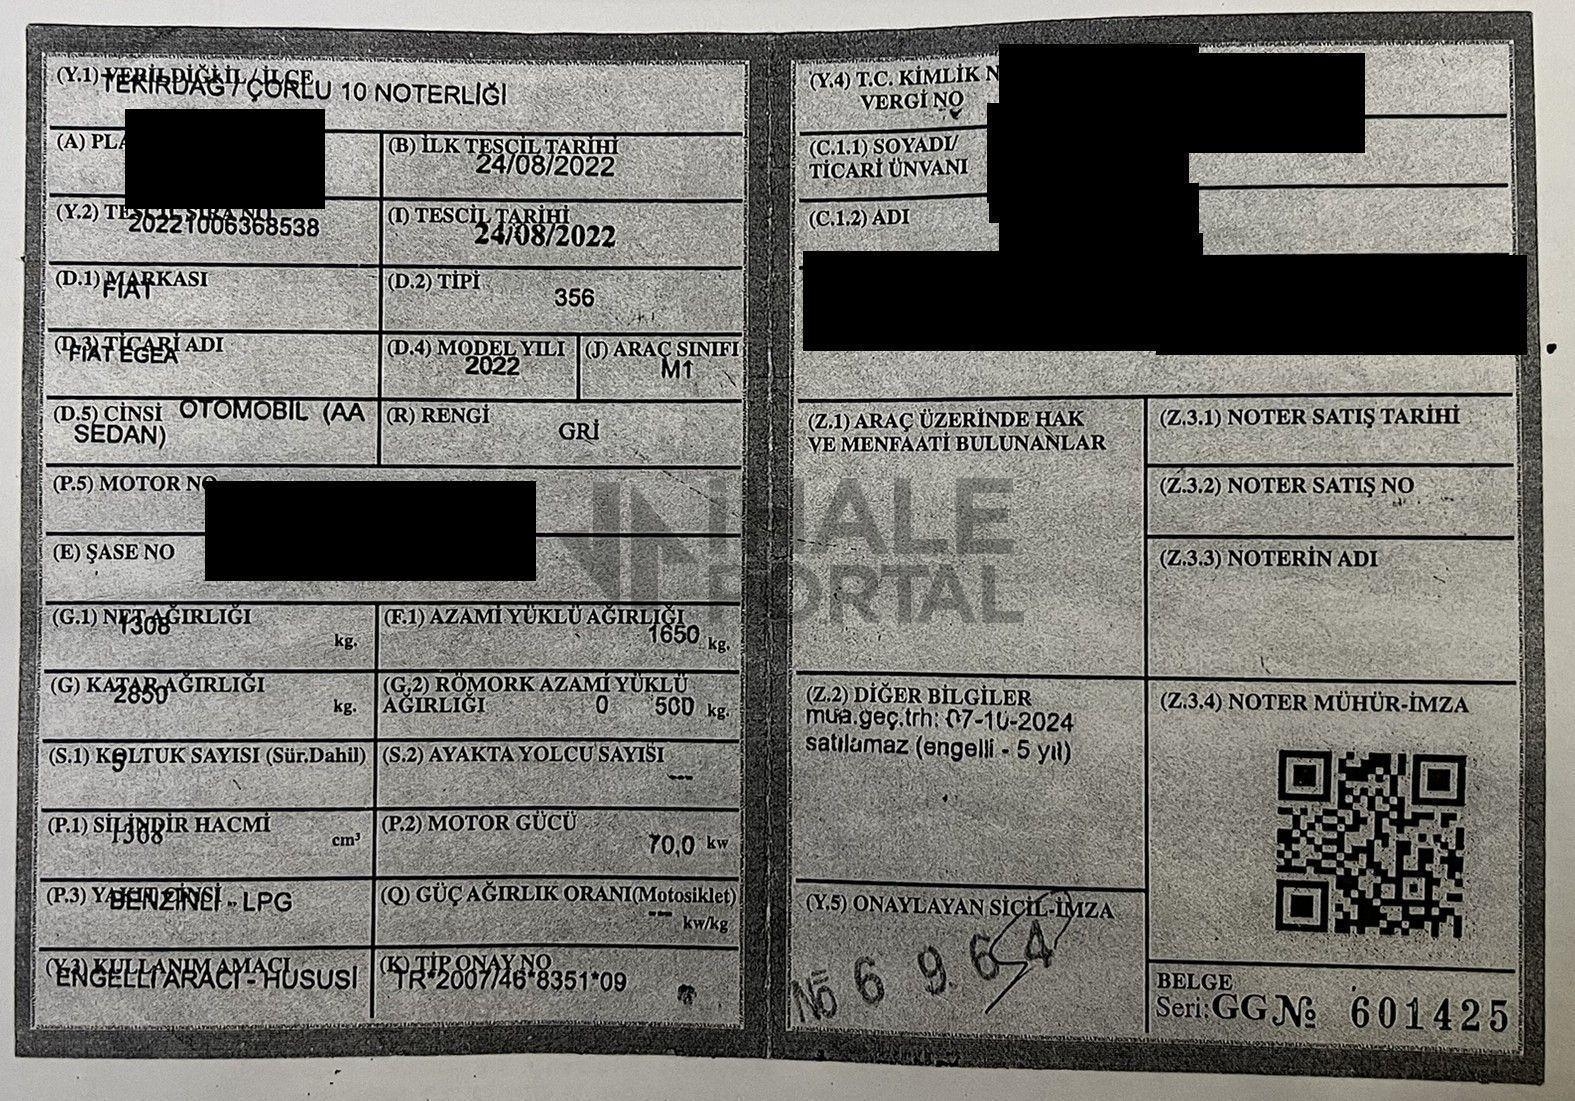 (Y.1) VERİLDİĞİ İL / İLÇE
TEKİRDAĞ / ÇORLU 10 NOTERLİĞİ
(A) PLA
(B) İLK TESCİL TARİHİ
24/08/2022
(Y.2) TESCİL SIRA NO
20221006368538
(I) TESCİL TARİHİ
24/08/2022
(D.1) MARKASI
FIAT
(D.2) TİPİ
356
(D.3) TİCARİ ADI
FIAT EGEA
(D.4) MODEL YILI
2022
(J) ARAÇ SINIFI
M1
(D.5) CİNSİ OTOMOBİL (AA
SEDAN)
(R) RENGİ
GRİ
(P.5) MOTOR NO
(E) ŞASE NO
(G.1) NET AĞIRLIĞI
1308 kg.
(F.1) AZAMİ YÜKLÜ AĞIRLIĞI
1650 kg.
(G) KATAR AĞIRLIĞI
2850 kg.
(G.2) RÖMORK AZAMİ YÜKLÜ
AĞIRLIĞI 0 500 kg.
(S.1) KOLTUK SAYISI (Sür.Dahil)
5
(S.2) AYAKTA YOLCU SAYISI
---
(P.1) SİLİNDİR HACMİ
1368 cm³
(P.2) MOTOR GÜCÜ
70,0 kw
(P.3) YAKIT CİNSİ
BENZİNLİ - LPG
(Q) GÜÇ AĞIRLIK ORANI(Motosiklet)
--- kw/kg
(Y.3) KULLANIM AMACI
ENGELLİ ARACI - HUSUSİ
(K) TİP ONAY NO
TR*2007/46*8351*09
(Y.4) T.C. KİMLİK N
VERGİ NO
(C.1.1) SOYADI/
TİCARİ ÜNVANI
(C.1.2) ADI
(Z.1) ARAÇ ÜZERİNDE HAK
VE MENFAATİ BULUNANLAR
(Z.3.1) NOTER SATIŞ TARİHİ
(Z.3.2) NOTER SATIŞ NO
(Z.3.3) NOTERİN ADI
İHALE
PORTAL
(Z.2) DİĞER BİLGİLER
mua.geç.trh: 07-10-2024
satılamaz (engelli - 5 yıl)
(Z.3.4) NOTER MÜHÜR-İMZA
(Y.5) ONAYLAYAN SİCİL-İMZA
№ 6 9 6 4
BELGE
Seri: GG № 601425